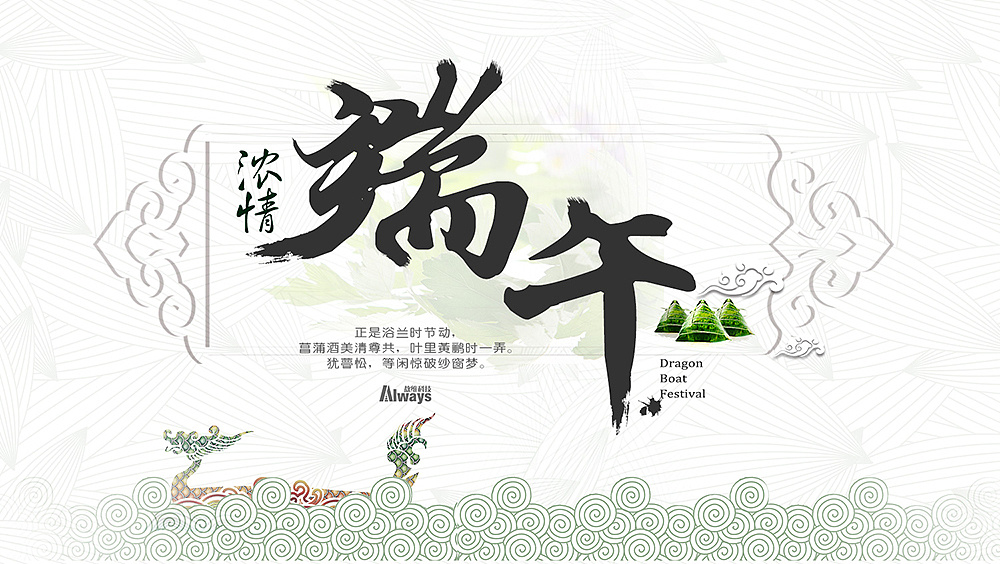 浓情
端午
正是浴兰时节动,
菖蒲酒美清尊共,叶里黄鹂时一弄。
犹瞢忪,等闲惊破纱窗梦。
Always
Dragon
Boat
Festival